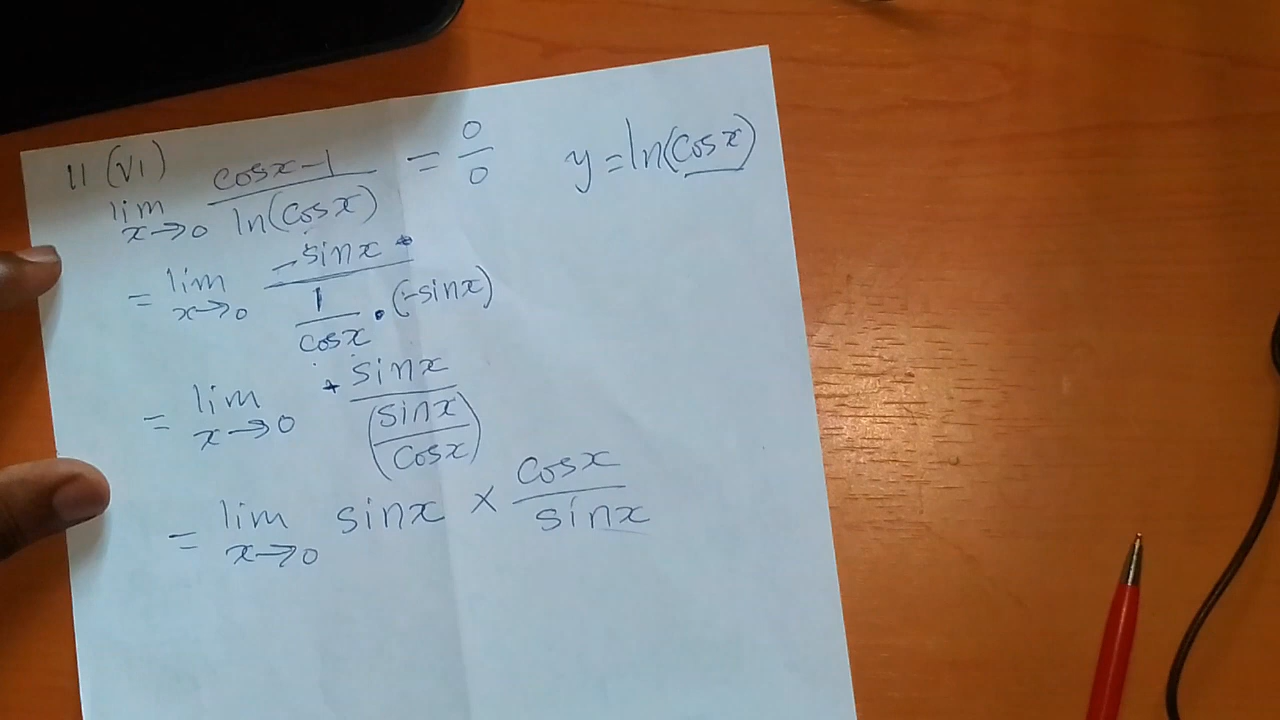 11 (VI)
lim x→0 (cosx-1)/(ln(cosx)) = 0/0 y=ln(cosx)
= lim x→0 (-sinx)/(1/cosx · (-sinx))
= lim x→0 + sinx/(sinx/cosx)
= lim x→0 sinx × cosx/sinx